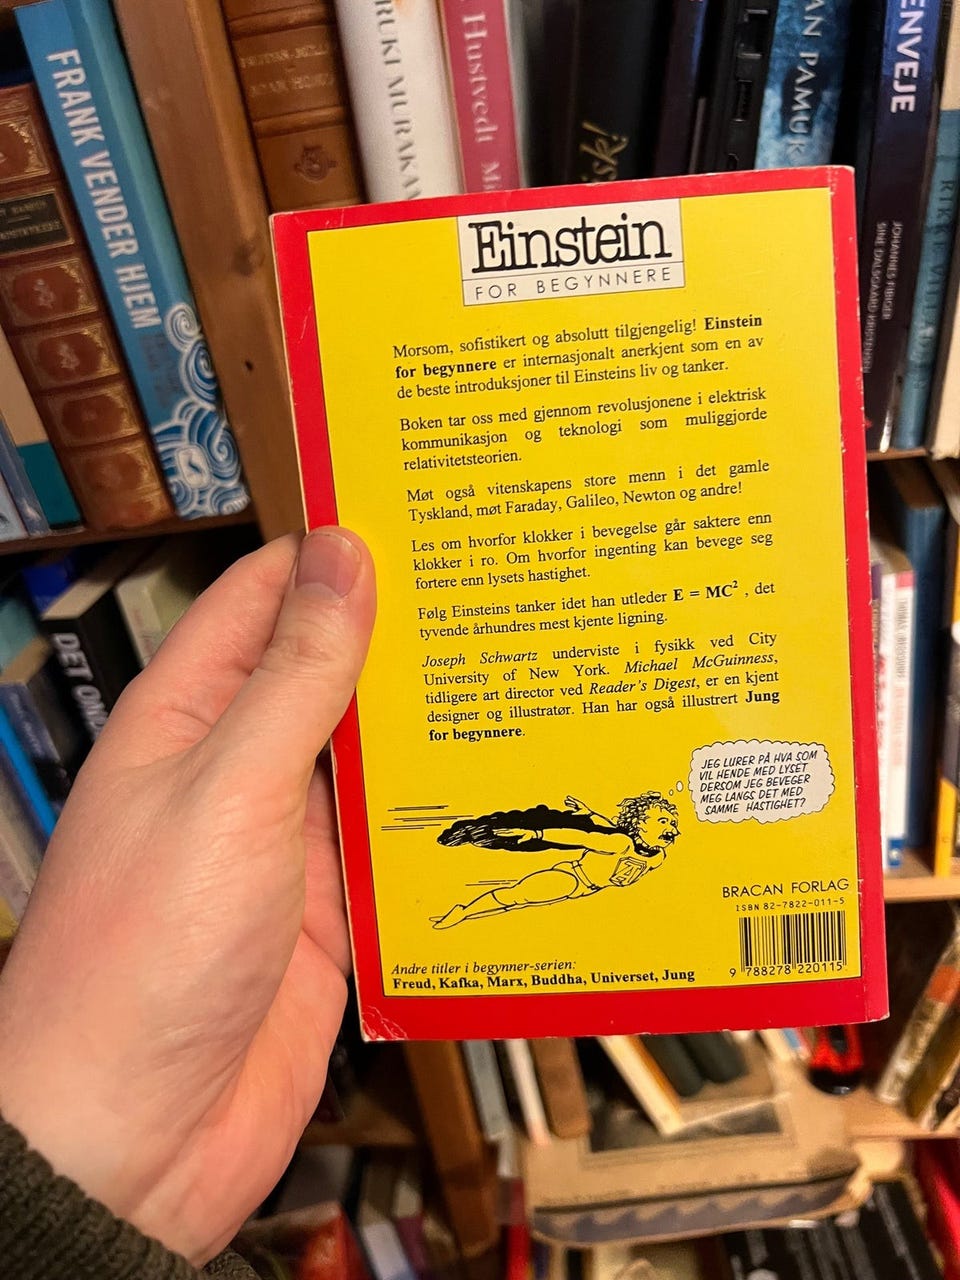 FRANK VENDER HJEM
RUKI MURAKAM
Hustvedt
AN PAMUK
ENVEJE
JOHANNES FIBIGER
DET OMV
Einstein
FOR BEGYNNERE
Morsom, sofistikert og absolutt tilgjengelig! Einstein
for begynnere er internasjonalt anerkjent som en av
de beste introduksjoner til Einsteins liv og tanker.
Boken tar oss med gjennom revolusjonene i elektrisk
kommunikasjon og teknologi som muliggjorde
relativitetsteorien.
Møt også vitenskapens store menn i det gamle
Tyskland, møt Faraday, Galileo, Newton og andre!
Les om hvorfor klokker i bevegelse går saktere enn
klokker i ro. Om hvorfor ingenting kan bevege seg
fortere enn lysets hastighet.
Følg Einsteins tanker idet han utleder E = MC² , det
tyvende århundres mest kjente ligning.
Joseph Schwartz underviste i fysikk ved City
University of New York. Michael McGuinness,
tidligere art director ved Reader's Digest, er en kjent
designer og illustratør. Han har også illustrert Jung
for begynnere.
JEG LURER PÅ HVA SOM
VIL HENDE MED LYSET
DERSOM JEG BEVEGER
MEG LANGS DET MED
SAMME HASTIGHET?
BRACAN FORLAG
ISBN 82-7822-011-5
9 788278 220115
Andre titler i begynner-serien:
Freud, Kafka, Marx, Buddha, Universet, Jung